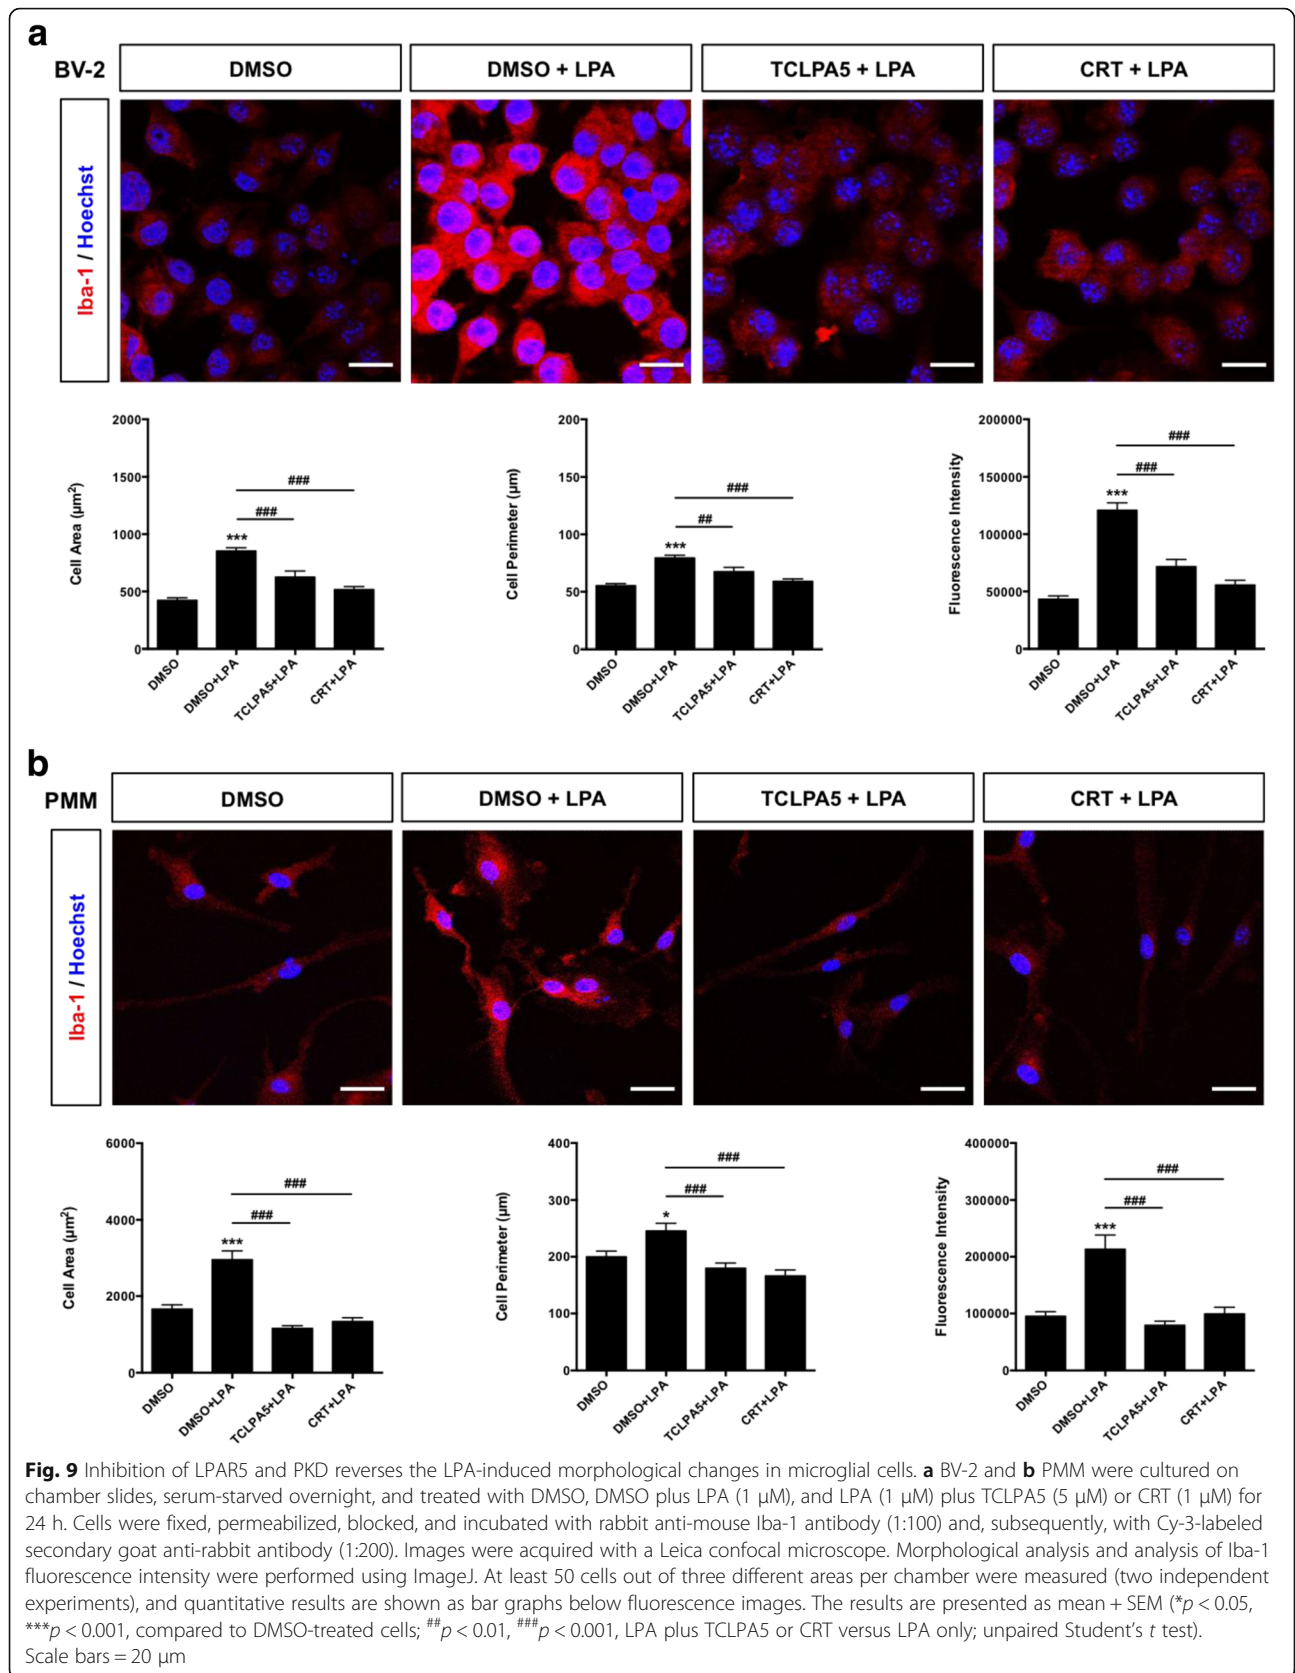 a
BV-2
DMSO
DMSO + LPA
TCLPA5 + LPA
CRT + LPA
Iba-1 / Hoechst
2000
1500
1000
500
0
Cell Area (µm²)
***
###
###
DMSO
DMSO+LPA
TCLPA5+LPA
CRT+LPA
200
150
100
50
0
Cell Perimeter (µm)
***
##
###
DMSO
DMSO+LPA
TCLPA5+LPA
CRT+LPA
200000
150000
100000
50000
0
Fluorescence Intensity
***
###
###
DMSO
DMSO+LPA
TCLPA5+LPA
CRT+LPA
b
PMM
DMSO
DMSO + LPA
TCLPA5 + LPA
CRT + LPA
Iba-1 / Hoechst
6000
4000
2000
0
Cell Area (µm²)
***
###
###
DMSO
DMSO+LPA
TCLPA5+LPA
CRT+LPA
400
300
200
100
0
Cell Perimeter (µm)
*
###
###
DMSO
DMSO+LPA
TCLPA5+LPA
CRT+LPA
400000
300000
200000
100000
0
Fluorescence Intensity
***
###
###
DMSO
DMSO+LPA
TCLPA5+LPA
CRT+LPA
Fig. 9 Inhibition of LPAR5 and PKD reverses the LPA-induced morphological changes in microglial cells. a BV-2 and b PMM were cultured on
chamber slides, serum-starved overnight, and treated with DMSO, DMSO plus LPA (1 µM), and LPA (1 µM) plus TCLPA5 (5 µM) or CRT (1 µM) for
24 h. Cells were fixed, permeabilized, blocked, and incubated with rabbit anti-mouse Iba-1 antibody (1:100) and, subsequently, with Cy-3-labeled
secondary goat anti-rabbit antibody (1:200). Images were acquired with a Leica confocal microscope. Morphological analysis and analysis of Iba-1
fluorescence intensity were performed using ImageJ. At least 50 cells out of three different areas per chamber were measured (two independent
experiments), and quantitative results are shown as bar graphs below fluorescence images. The results are presented as mean + SEM (*p < 0.05,
***p < 0.001, compared to DMSO-treated cells; ##p < 0.01, ###p < 0.001, LPA plus TCLPA5 or CRT versus LPA only; unpaired Student's t test).
Scale bars = 20 µm